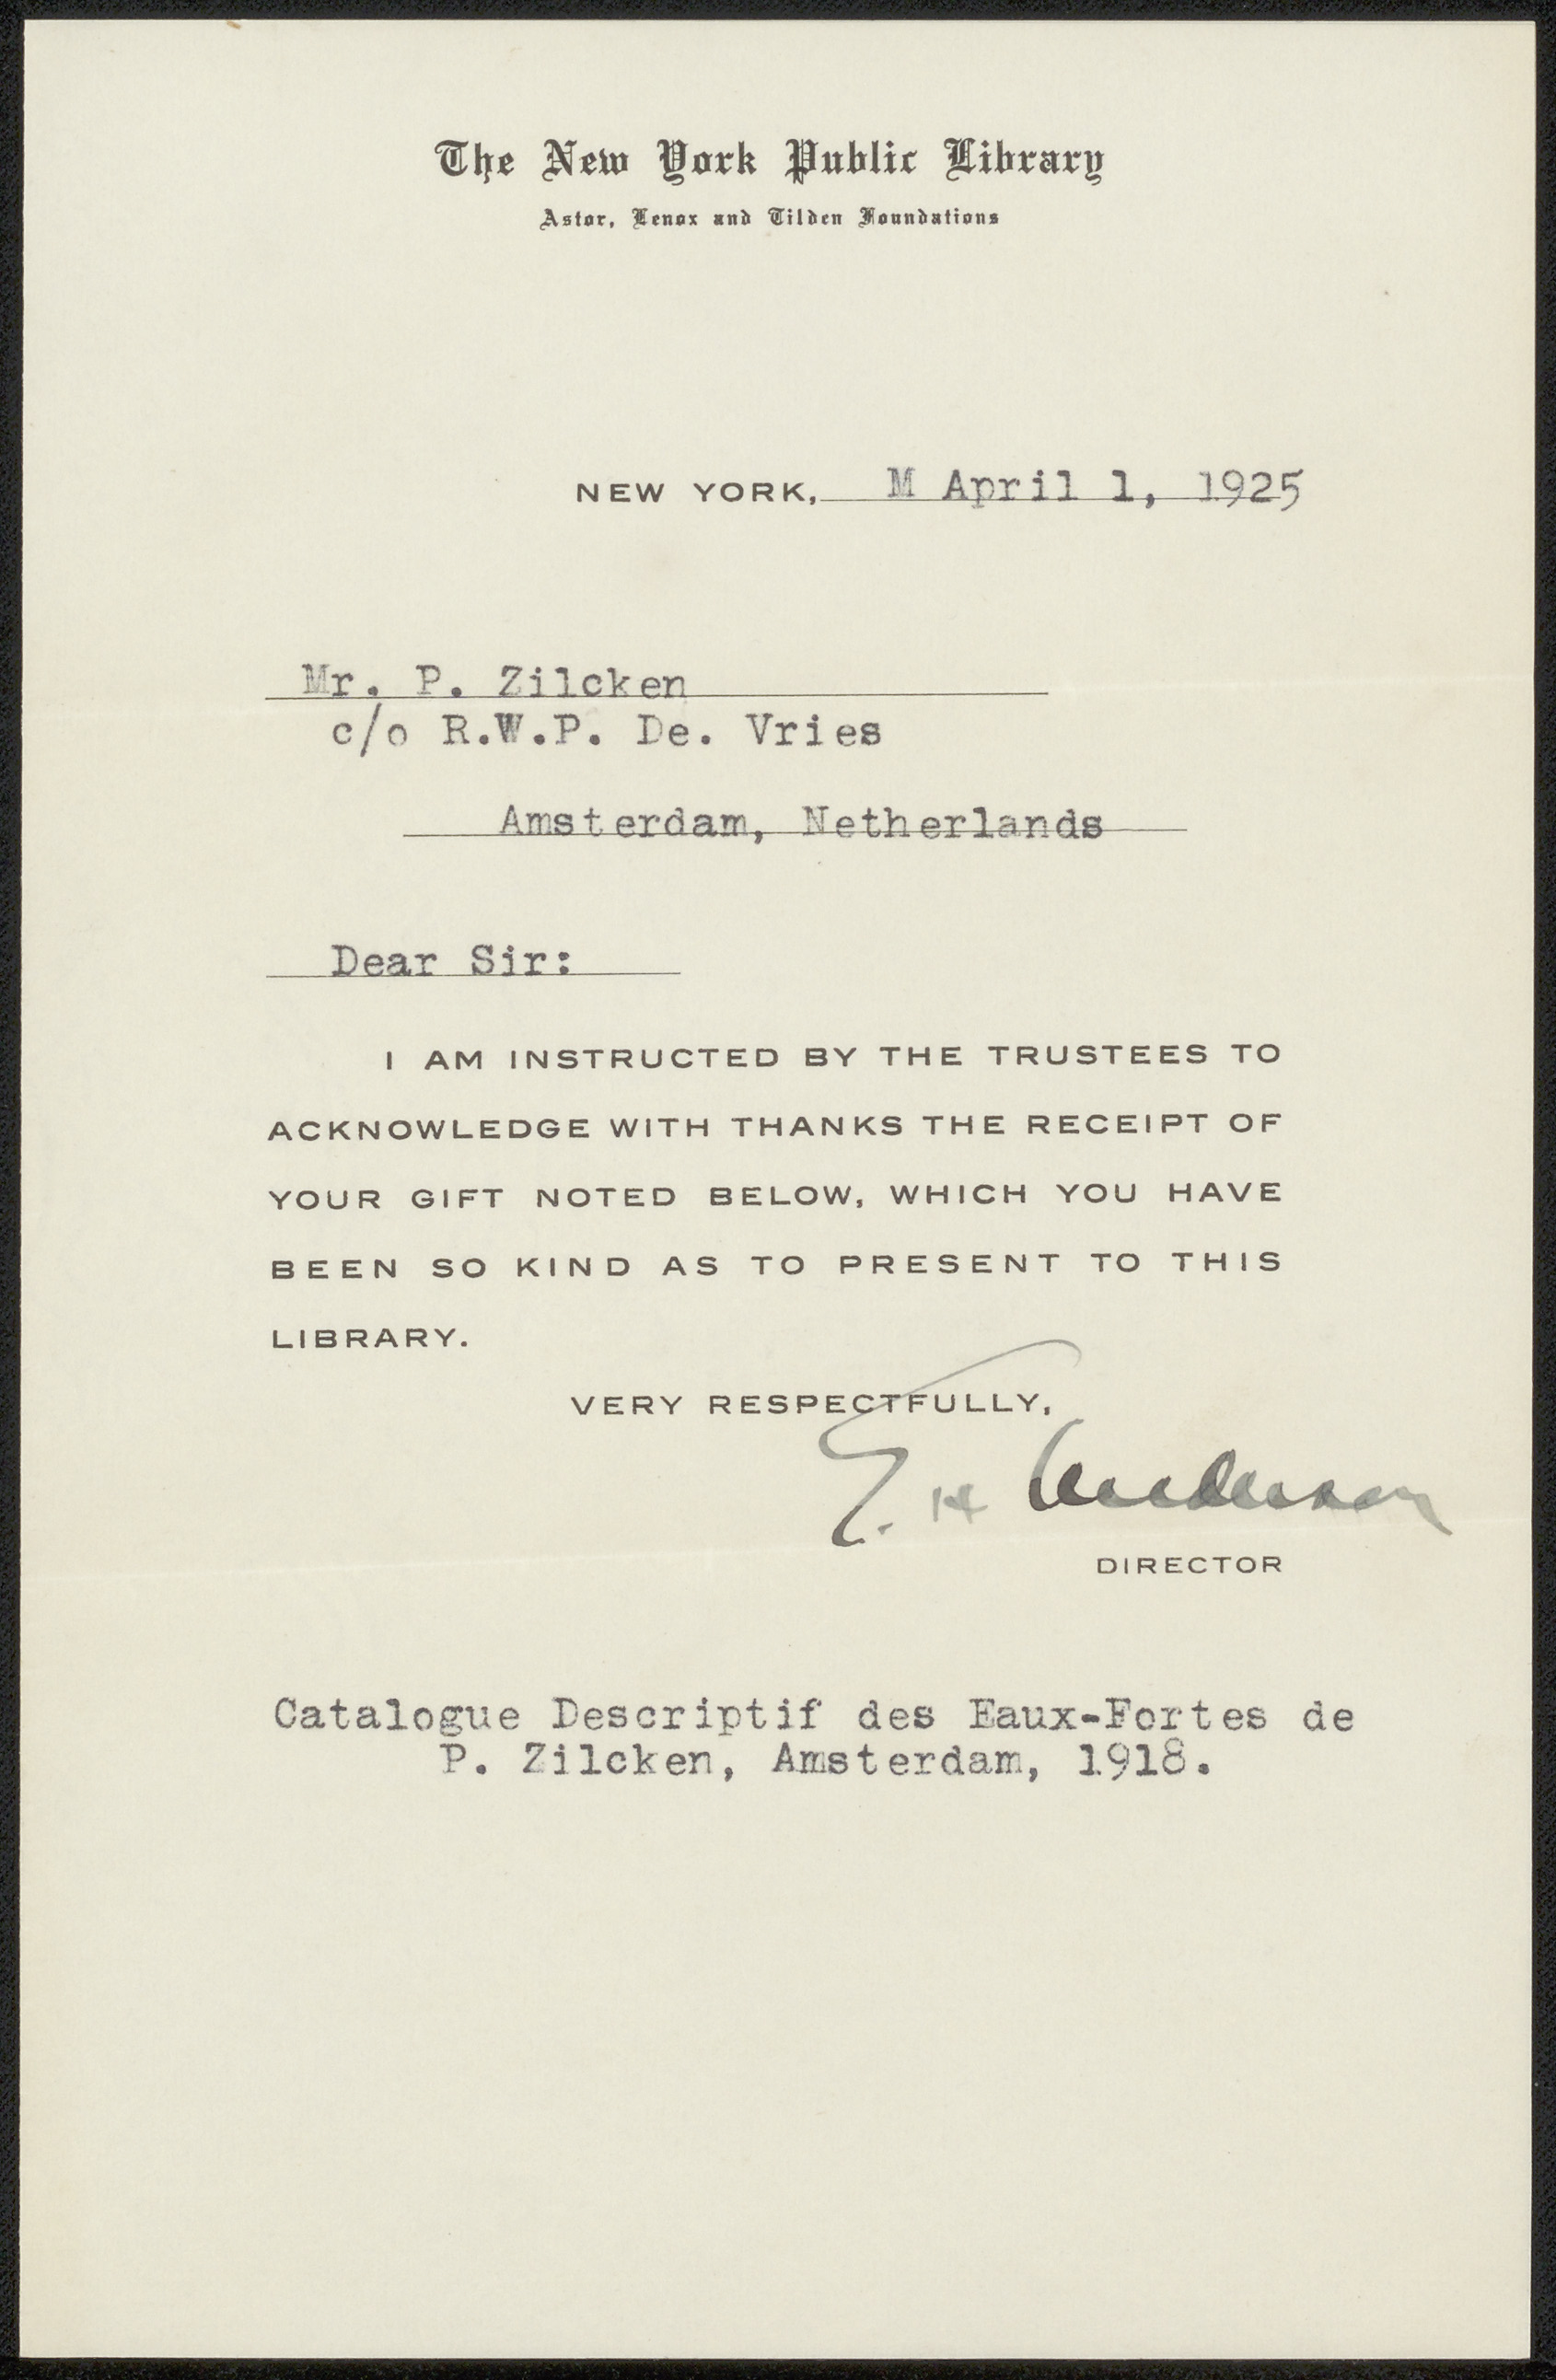 The New York Public Library
Astor, Lenox and Tilden Foundations
NEW YORK, M April 1, 1925
Mr. P. Zilcken
c/o R.W.P. De. Vries
Amsterdam, Netherlands
Dear Sir:
I AM INSTRUCTED BY THE TRUSTEES TO
ACKNOWLEDGE WITH THANKS THE RECEIPT OF
YOUR GIFT NOTED BELOW, WHICH YOU HAVE
BEEN SO KIND AS TO PRESENT TO THIS
LIBRARY.
VERY RESPECTFULLY,
E. H Anderson
DIRECTOR
Catalogue Descriptif des Eaux-Fortes de
P. Zilcken, Amsterdam, 1918.